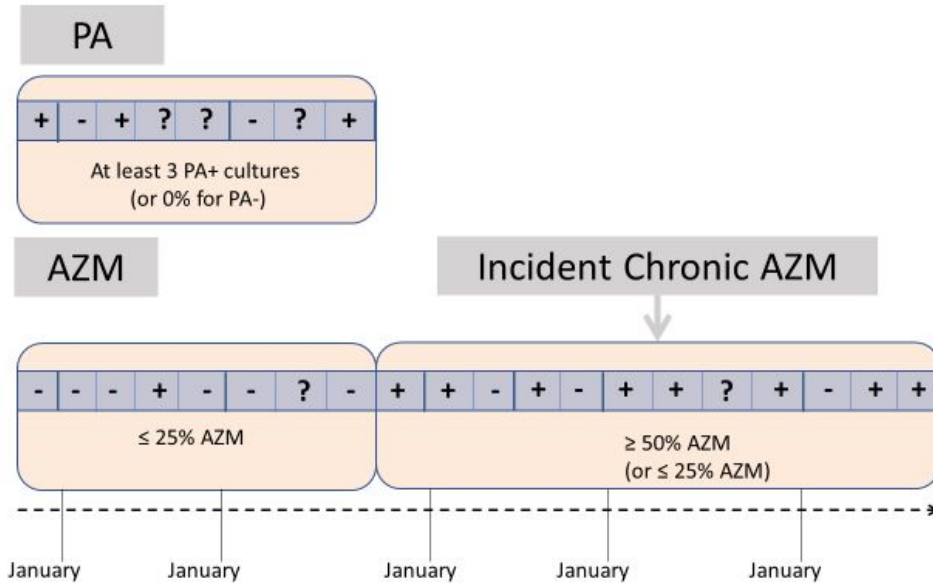 PA
+ - + ? ? - ? +
At least 3 PA+ cultures
(or 0% for PA-)
AZM
Incident Chronic AZM
- - - + - - ? - + + - + - + + ? + - + +
≤ 25% AZM
≥ 50% AZM
(or ≤ 25% AZM)
January January January January January